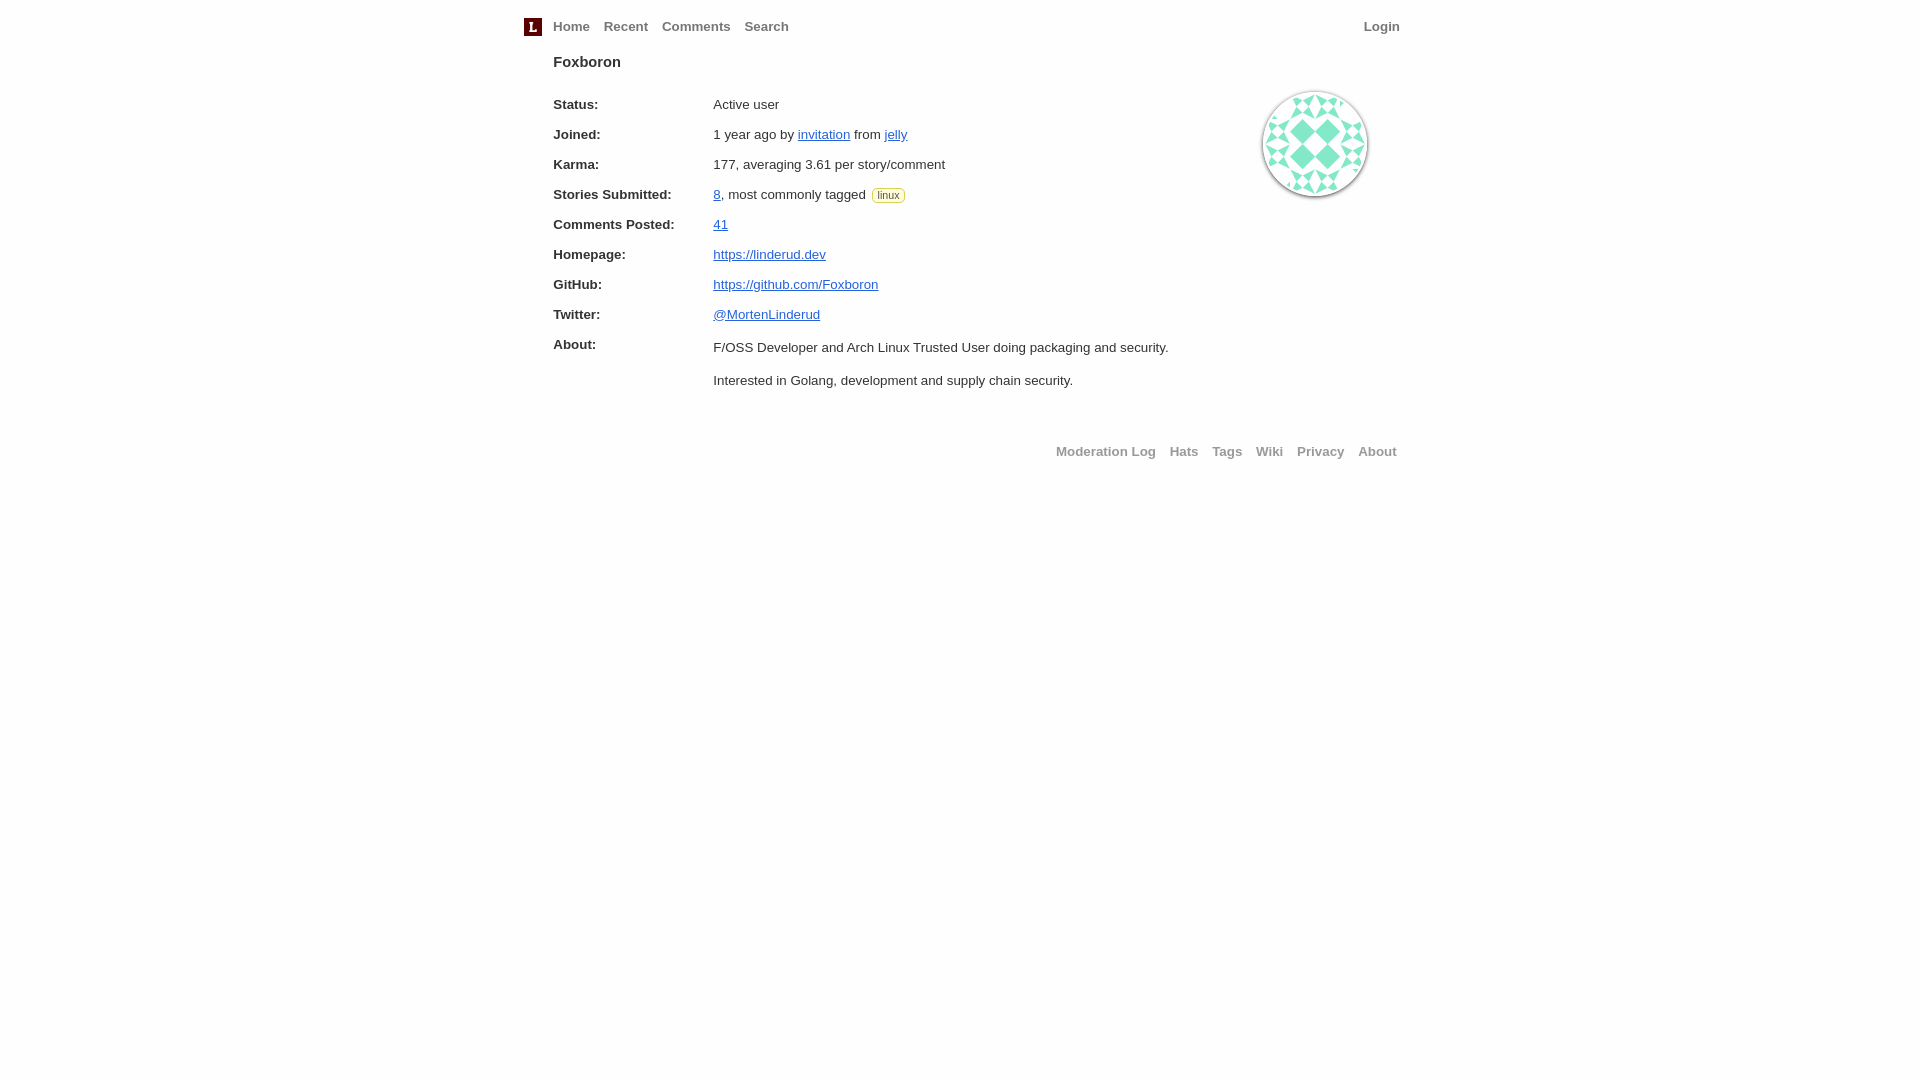 L Home Recent Comments Search Login
Foxboron
Status: Active user
Joined: 1 year ago by invitation from jelly
Karma: 177, averaging 3.61 per story/comment
Stories Submitted: 8, most commonly tagged linux
Comments Posted: 41
Homepage: https://linderud.dev
GitHub: https://github.com/Foxboron
Twitter: @MortenLinderud
About: F/OSS Developer and Arch Linux Trusted User doing packaging and security.
Interested in Golang, development and supply chain security.
Moderation Log Hats Tags Wiki Privacy About